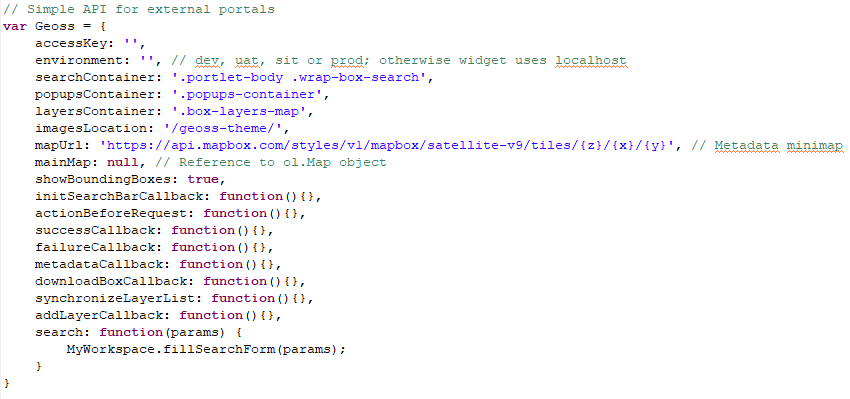 // Simple API for external portals
var Geoss = {
    accessKey: '',
    environment: '', // dev, uat, sit or prod; otherwise widget uses localhost
    searchContainer: '.portlet-body .wrap-box-search',
    popupsContainer: '.popups-container',
    layersContainer: '.box-layers-map',
    imagesLocation: '/geoss-theme/',
    mapUrl: 'https://api.mapbox.com/styles/v1/mapbox/satellite-v9/tiles/{z}/{x}/{y}', // Metadata minimap
    mainMap: null, // Reference to ol.Map object
    showBoundingBoxes: true,
    initSearchBarCallback: function(){},
    actionBeforeRequest: function(){},
    successCallback: function(){},
    failureCallback: function(){},
    metadataCallback: function(){},
    downloadBoxCallback: function(){},
    synchronizeLayerList: function(){},
    addLayerCallback: function(){},
    search: function(params) {
        MyWorkspace.fillSearchForm(params);
    }
}